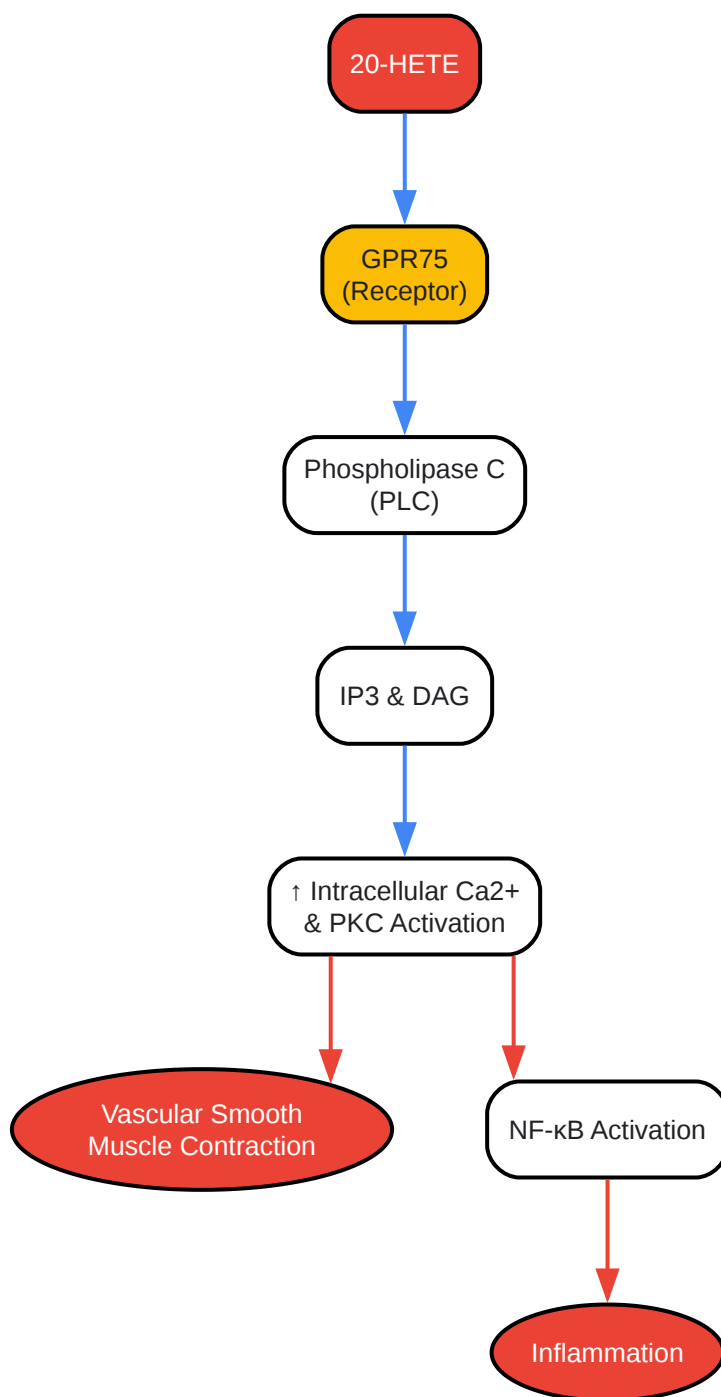 20-HETE
GPR75
(Receptor)
Phospholipase C
(PLC)
IP3 & DAG
↑ Intracellular Ca2+
& PKC Activation
Vascular Smooth
Muscle Contraction
NF-κB Activation
Inflammation